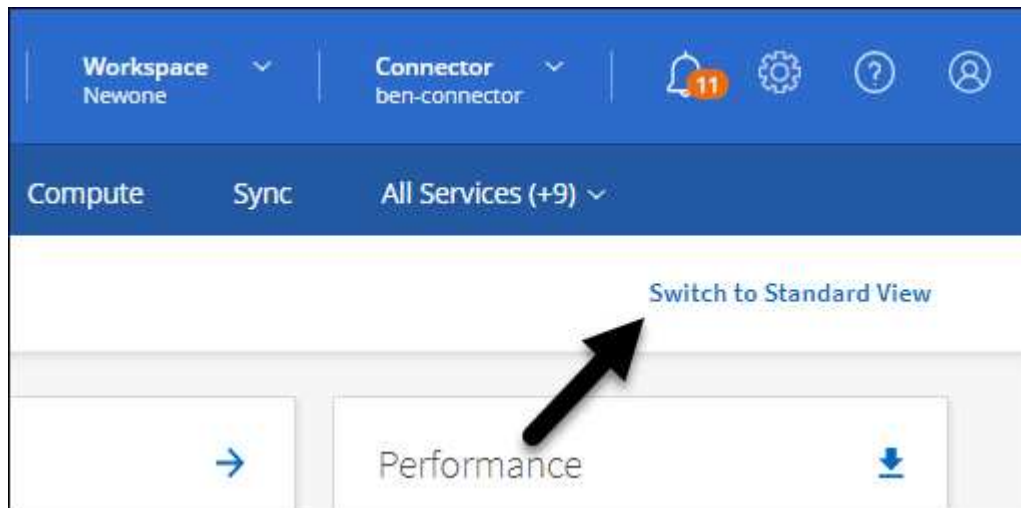 Workspace
Newone
Connector
ben-connector
11
?
Compute Sync All Services (+9)
Switch to Standard View
Performance